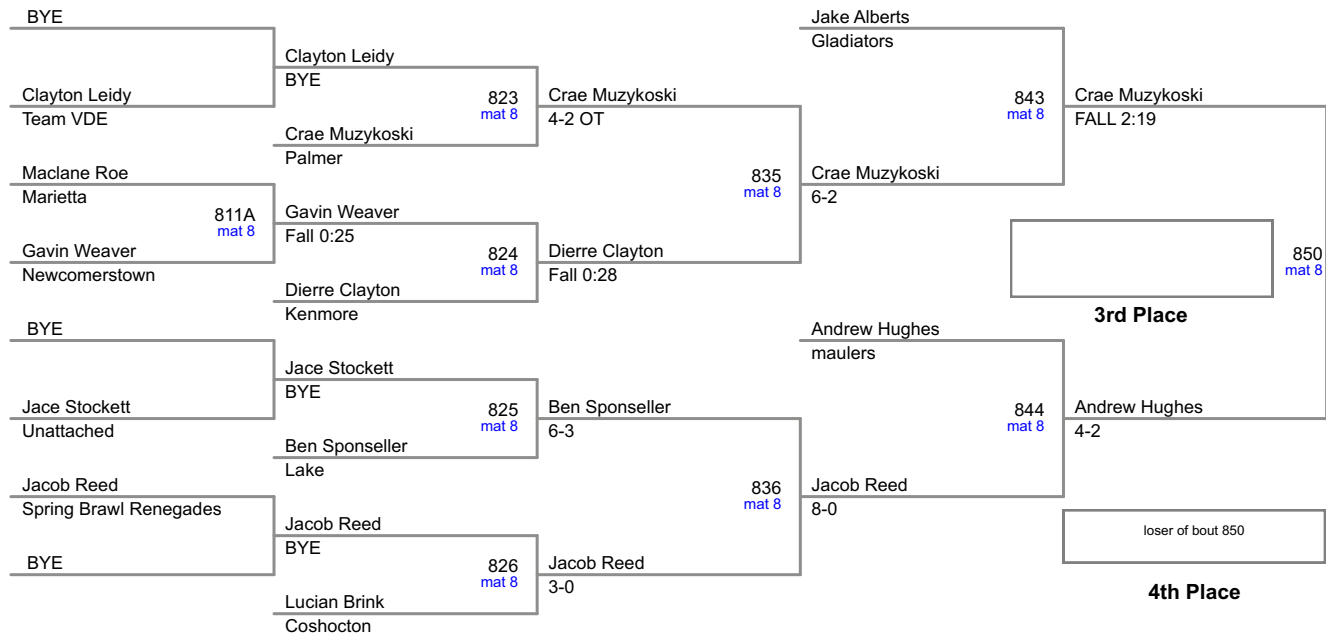 BYE
Clayton Leidy
Team VDE
Maclane Roe
Marietta
811A
mat 8
Gavin Weaver
Newcomerstown
BYE
Jace Stockett
Unattached
Jacob Reed
Spring Brawl Renegades
BYE
Clayton Leidy
BYE
823
mat 8
Crae Muzykoski
Palmer
Gavin Weaver
Fall 0:25
824
mat 8
Dierre Clayton
Kenmore
Jace Stockett
BYE
825
mat 8
Ben Sponseller
Lake
Jacob Reed
BYE
826
mat 8
Lucian Brink
Coshocton
Crae Muzykoski
4-2 OT
835
mat 8
Dierre Clayton
Fall 0:28
Ben Sponseller
6-3
836
mat 8
Jacob Reed
3-0
Jake Alberts
Gladiators
843
mat 8
Crae Muzykoski
6-2
Andrew Hughes
maulers
844
mat 8
Jacob Reed
8-0
Crae Muzykoski
FALL 2:19
850
mat 8
3rd Place
Andrew Hughes
4-2
loser of bout 850
4th Place